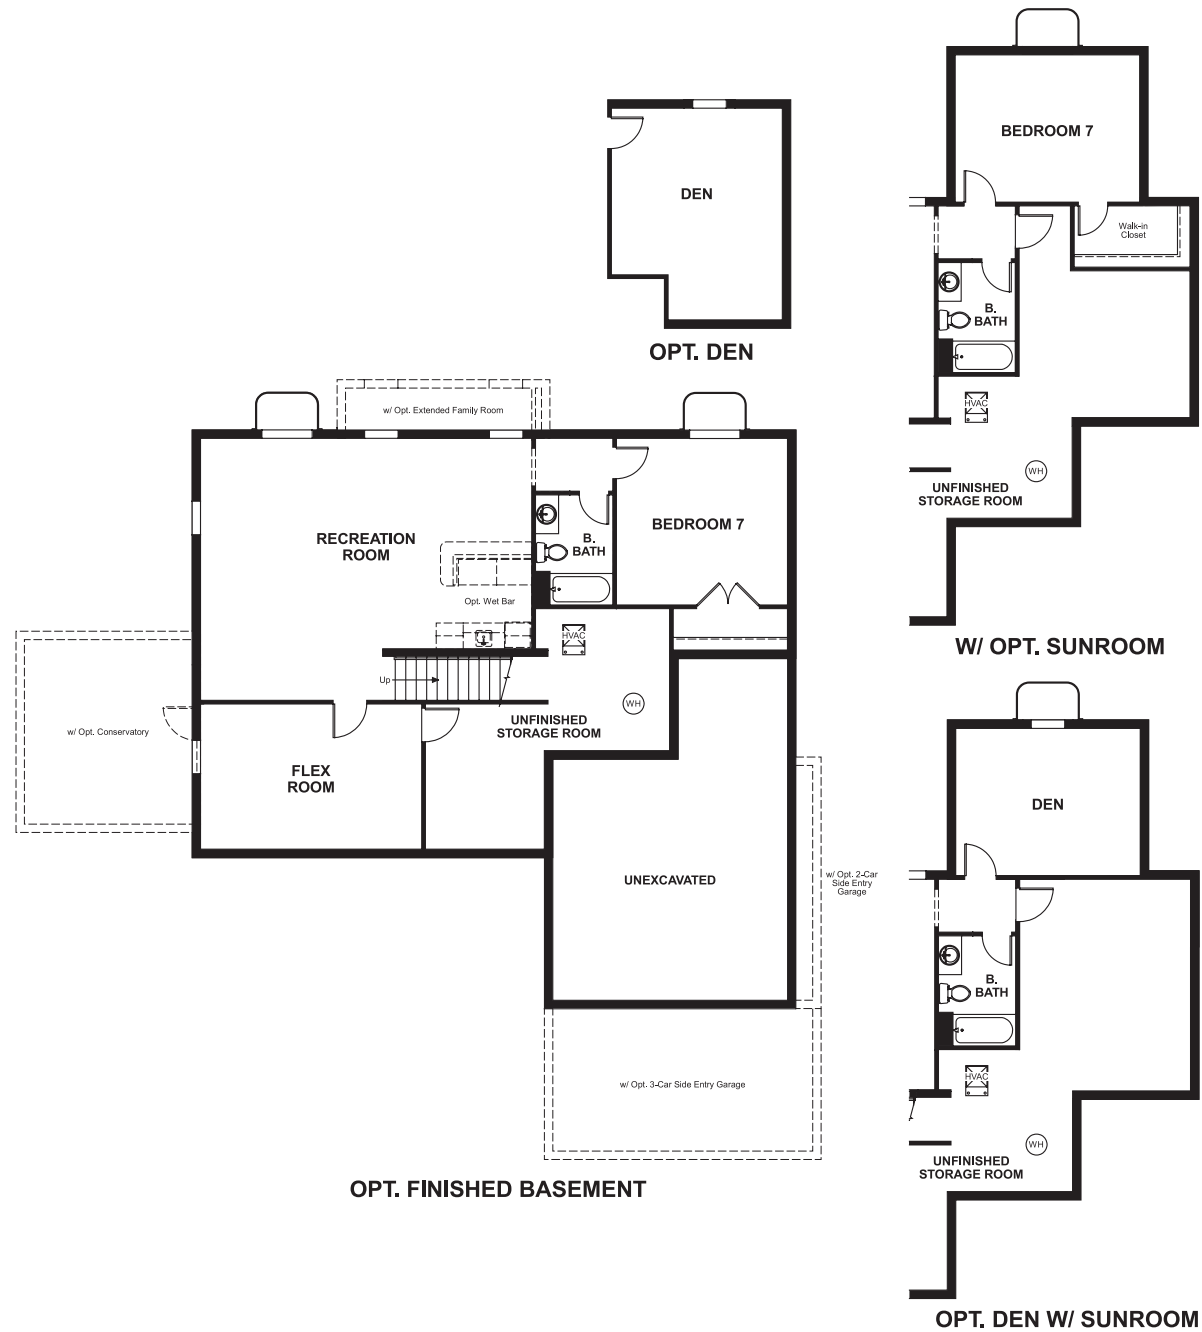 BEDROOM 7
Walk-in
Closet
B.
BATH
HVAC
WH
UNFINISHED
STORAGE ROOM
W/ OPT. SUNROOM
DEN
OPT. DEN
w/ Opt. Extended Family Room
RECREATION
ROOM
B.
BATH
BEDROOM 7
Opt. Wet Bar
HVAC
Up
WH
UNFINISHED
STORAGE ROOM
w/ Opt. Conservatory
FLEX
ROOM
UNEXCAVATED
w/ Opt. 2-Car
Side Entry
Garage
w/ Opt. 3-Car Side Entry Garage
OPT. FINISHED BASEMENT
DEN
B.
BATH
HVAC
WH
UNFINISHED
STORAGE ROOM
OPT. DEN W/ SUNROOM